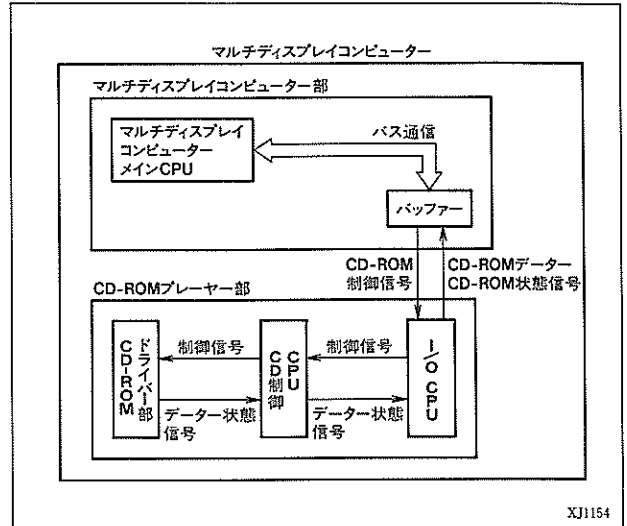 マルチディスプレイコンピューター
マルチディスプレイコンピューター部
マルチディスプレイ
コンピューター
メインCPU
バス通信
バッファー
CD-ROM
制御信号
CD-ROMデーター
CD-ROM状態信号
CD-ROMプレーヤー部
CD-ROM
ドライバー部
制御信号
データー状態
信号
CD制御
CPU
制御信号
データー状態
信号
I/O CPU
XJ1154